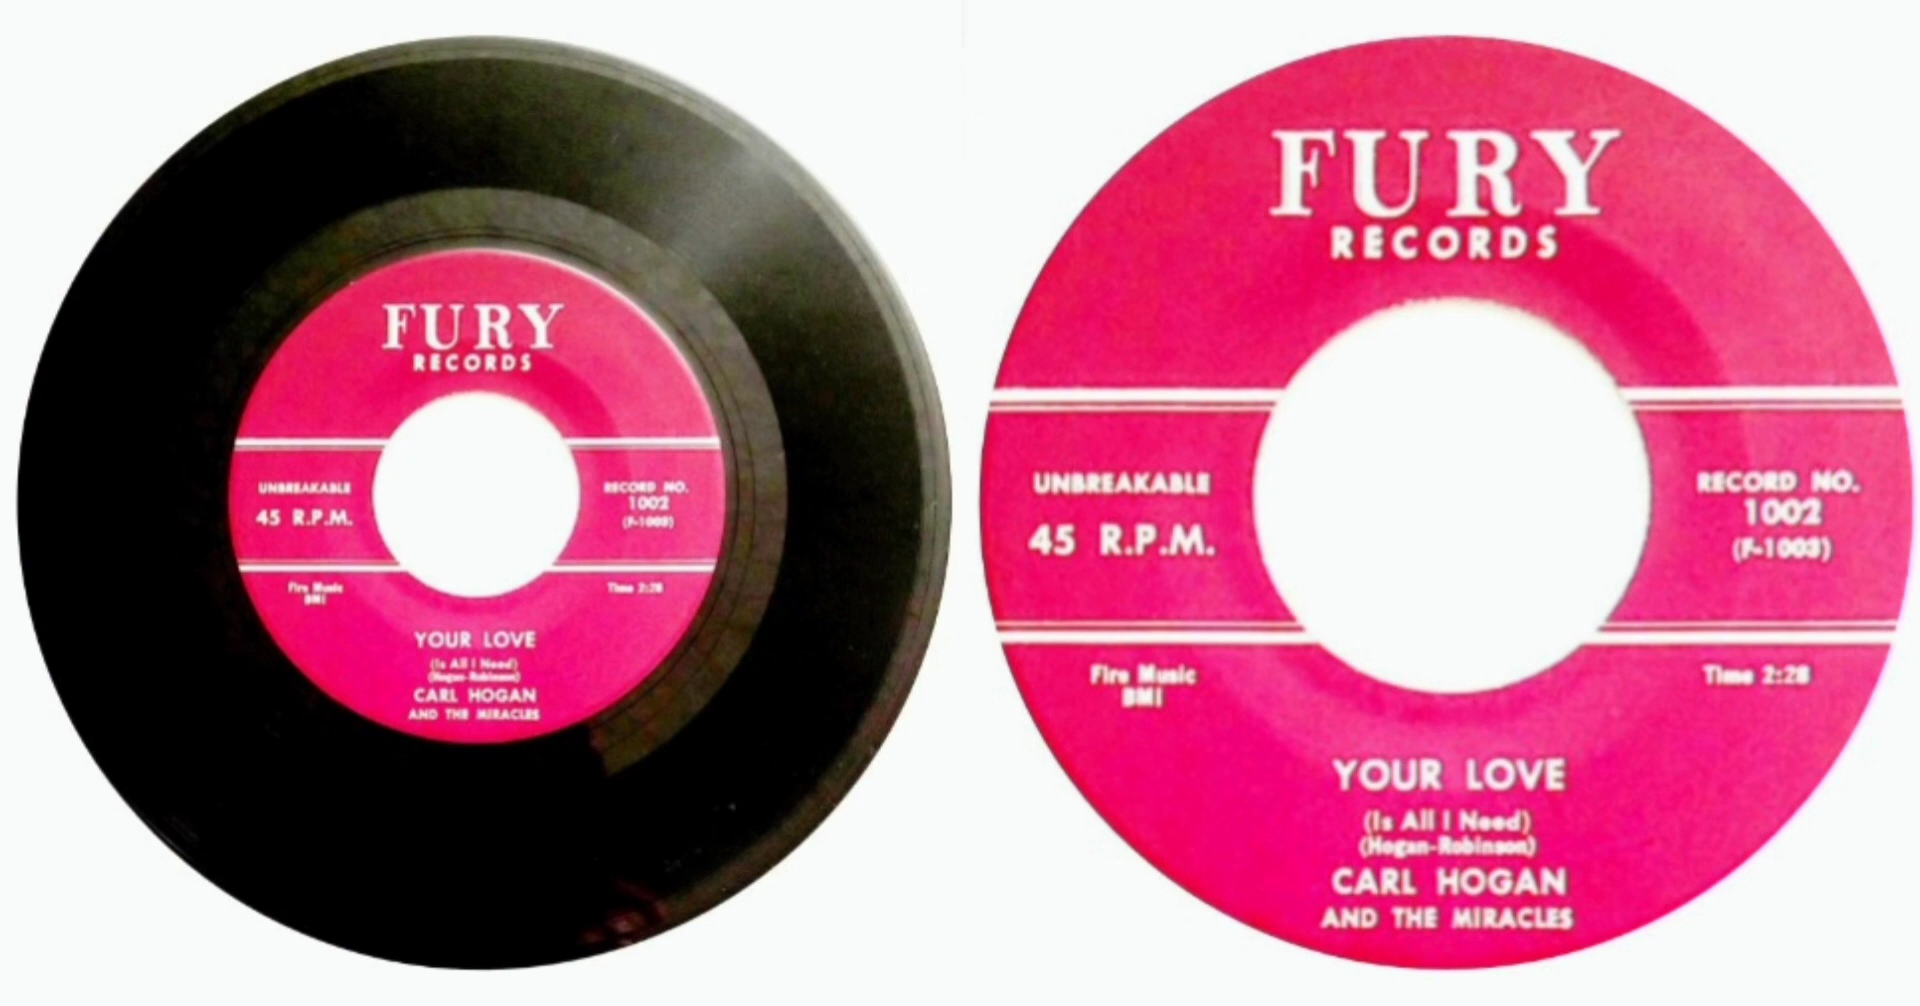 FURY
RECORDS
UNBREAKABLE
45 R.P.M.
RECORD NO.
1002
(F-1003)
Fire Music
BMI
Time 2:28
YOUR LOVE
(Is All I Need)
(Hogan-Robinson)
CARL HOGAN
AND THE MIRACLES
FURY
RECORDS
UNBREAKABLE
45 R.P.M.
RECORD NO.
1002
(F-1003)
Fire Music
BMI
Time 2:28
YOUR LOVE
(Is All I Need)
(Hogan-Robinson)
CARL HOGAN
AND THE MIRACLES